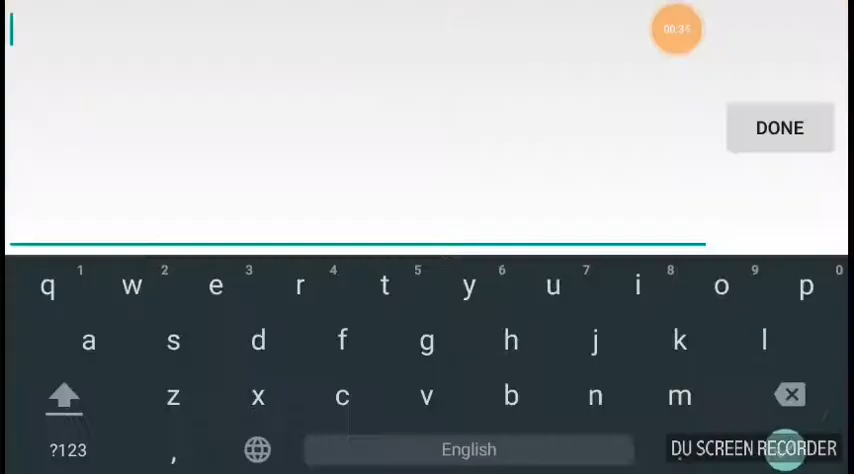 00:35
DONE
q 1 w 2 e 3 r 4 t 5 y 6 u 7 i 8 o 9 p 0
a s d f g h j k l
z x c v b n m
?123 , English DU SCREEN RECORDER